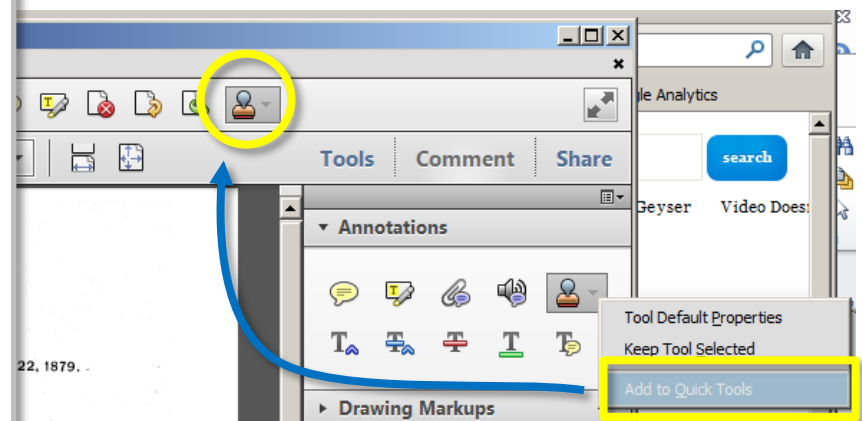 le Analytics
Tools Comment Share
search
Geyser Video Does
Annotations
Tool Default Properties
Keep Tool Selected
Add to Quick Tools
22, 1879.
Drawing Markups